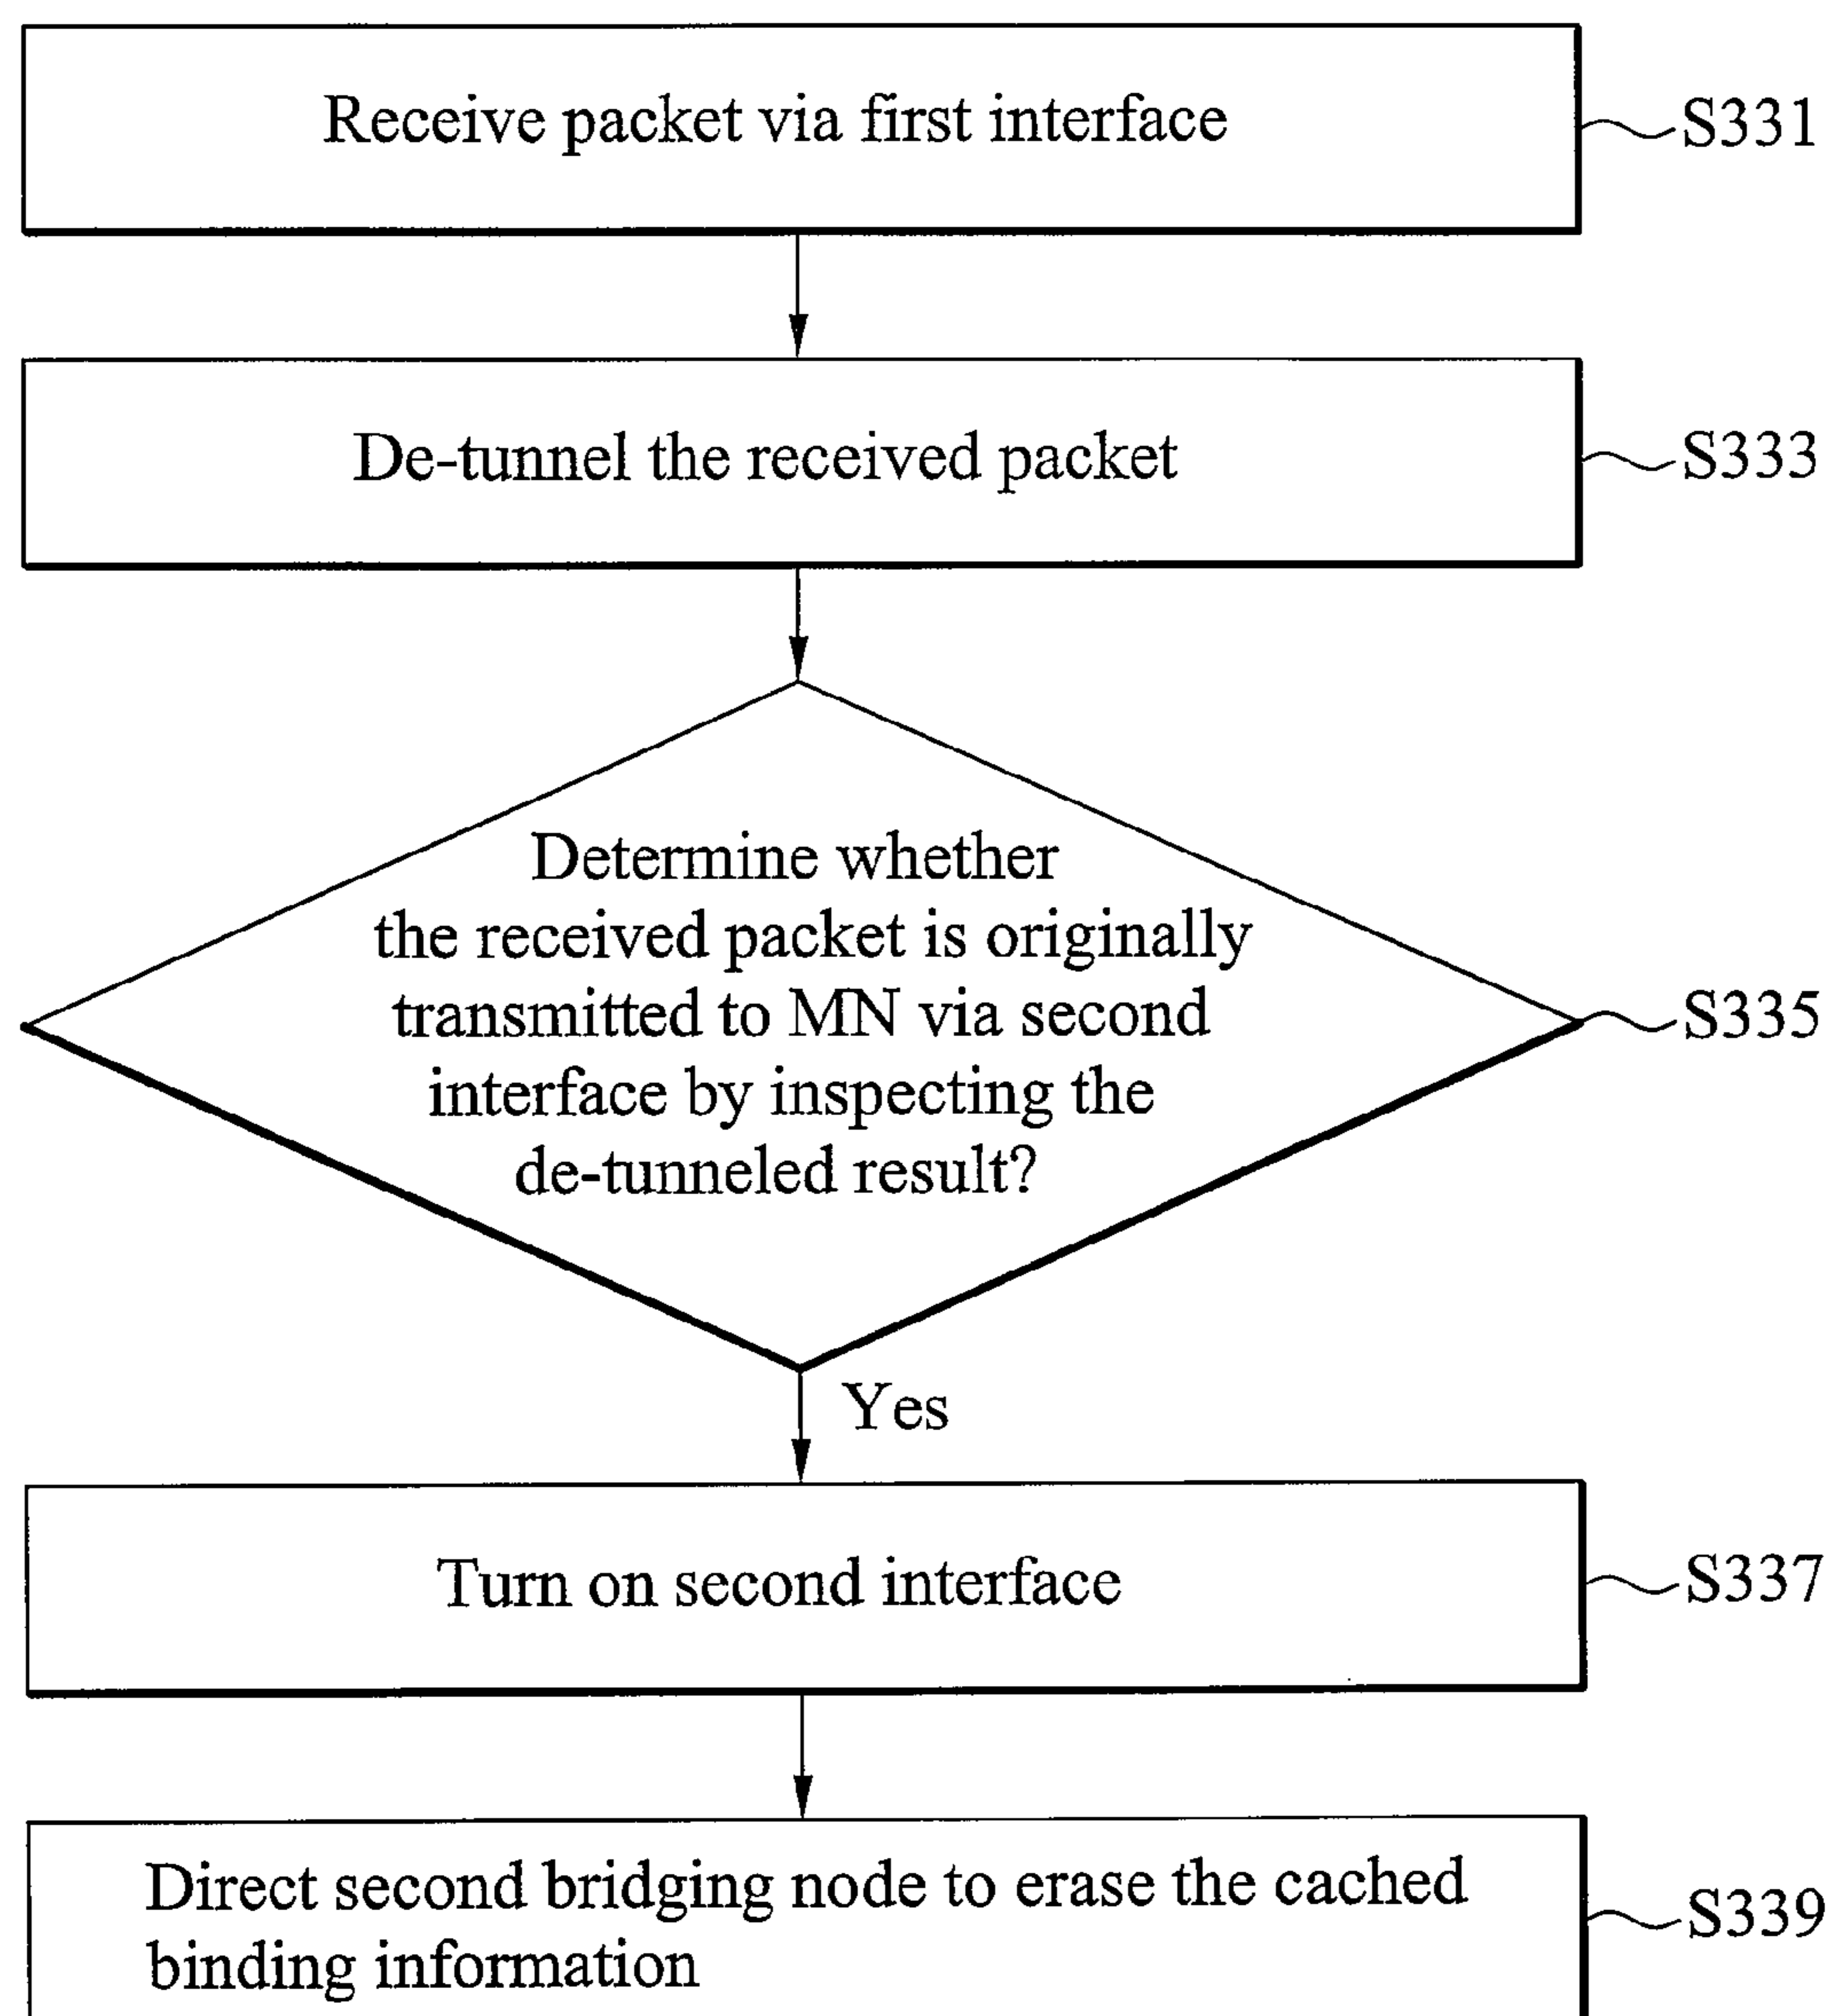 Receive packet via first interface
S331
De-tunnel the received packet
S333
Determine whether
the received packet is originally
transmitted to MN via second
interface by inspecting the
de-tunneled result?
S335
Yes
Turn on second interface
S337
Direct second bridging node to erase the cached
binding information
S339